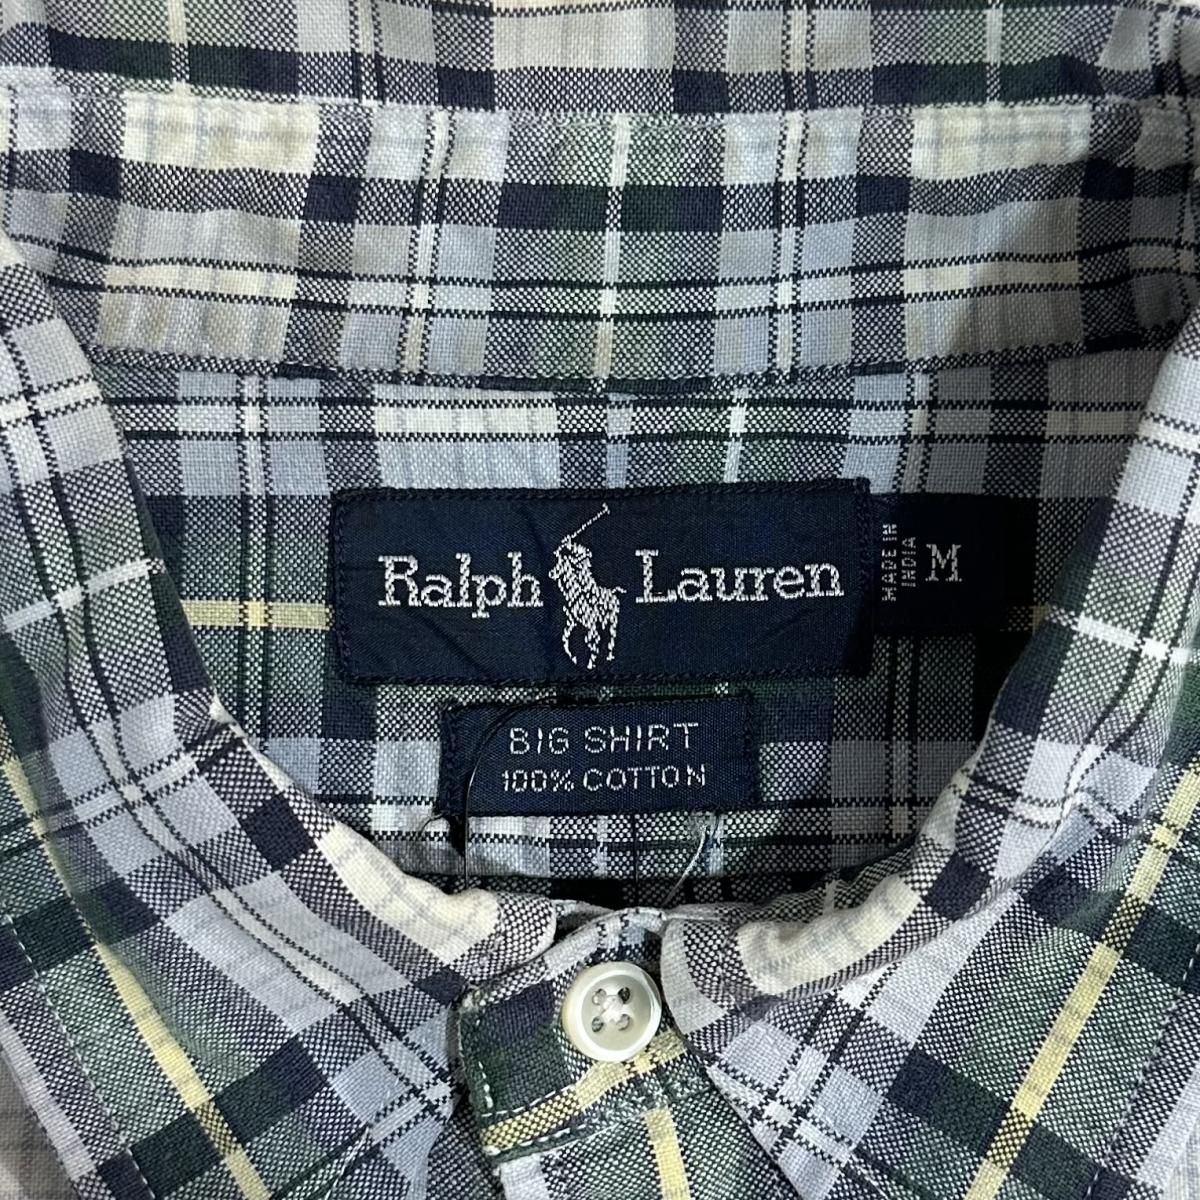 Ralph Lauren
MADE IN
INDIA
M
BIG SHIRT
100% COTTON